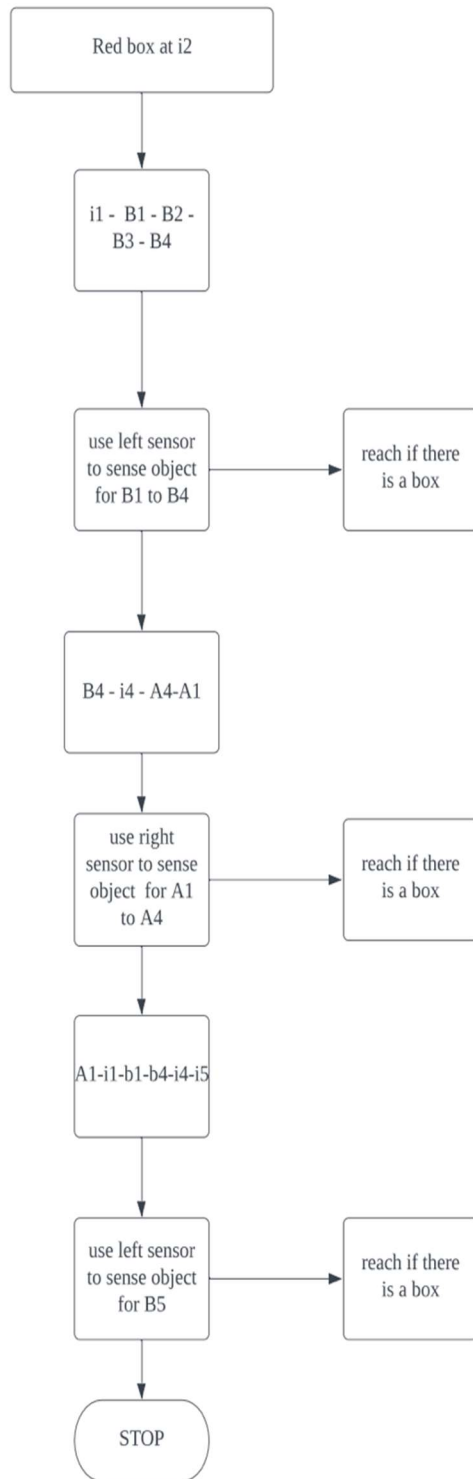 Red box at i2
i1 - B1 - B2 -
B3 - B4
use left sensor
to sense object
for B1 to B4
reach if there
is a box
B4 - i4 - A4-A1
use right
sensor to sense
object for A1
to A4
reach if there
is a box
A1-i1-b1-b4-i4-i5
use left sensor
to sense object
for B5
reach if there
is a box
STOP